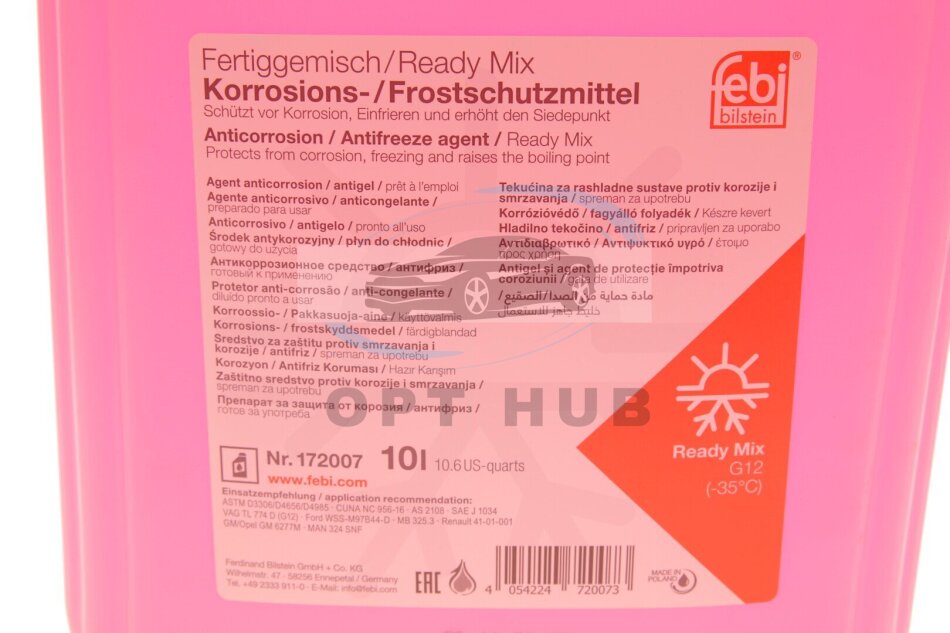 Fertiggemisch/Ready Mix
Korrosions-/Frostschutzmittel
Schützt vor Korrosion, Einfrieren und erhöht den Siedepunkt
Anticorrosion / Antifreeze agent / Ready Mix
Protects from corrosion, freezing and raises the boiling point
febi
bilstein
®
Agent anticorrosion / antigel / prêt à l'emploi
Agente anticorrosivo / anticongelante /
preparado para usar
Anticorrosivo / antigelo / pronto all'uso
Środek antykorozyjny / płyn do chłodnic /
gotowy do użycia
Антикоррозионное средство / антифриз /
готовый к применению
Protetor anti-corrosão / anti-congelante /
diluído pronto a usar
Korroosio- / Pakkasuoja-aine / käyttövalmis
Korrosions- / frostskyddsmedel / färdigblandad
Sredstvo za zaštitu protiv smrzavanja i
korozije / antifriz / spreman za upotrebu
Korozyon / Antifriz Koruması / Hazır Karışım
Zaštitno sredstvo protiv korozije i smrzavanja /
spreman za upotrebu
Препарат за защита от корозия / антифриз /
готов за употреба
Tekućina za rashladne sustave protiv korozije i
smrzavanja / spreman za upotrebu
Korrózióvédő / fagyálló folyadék / Készre kevert
Hladilno tekočino / antifriz / pripravljen za uporabo
Αντιδιαβρωτικό / Αντιψυκτικό υγρό / έτοιμο
προς χρήση
Antigel și agent de protecție împotriva
coroziunii / gata de utilizare
مادة حماية من الصدا/الصقيع/
خليط جاهز للاستعمال
OPT HUB
Ready Mix
G12
(-35°C)
Nr. 172007 10l 10.6 US-quarts
www.febi.com
Einsatzempfehlung / application recommendation:
ASTM D3306/D4656/D4985 · CUNA NC 956-16 · AS 2108 · SAE J 1034
VAG TL 774 D (G12) · Ford WSS-M97B44-D · MB 325.3 · Renault 41-01-001
GM/Opel GM 6277M · MAN 324 SNF
Ferdinand Bilstein GmbH + Co. KG
Wilhelmstr. 47 · 58256 Ennepetal / Germany
Tel. +49 2333 911-0 · E-Mail: info@febi.com
EAC
4 054224 720073
MADE IN
POLAND